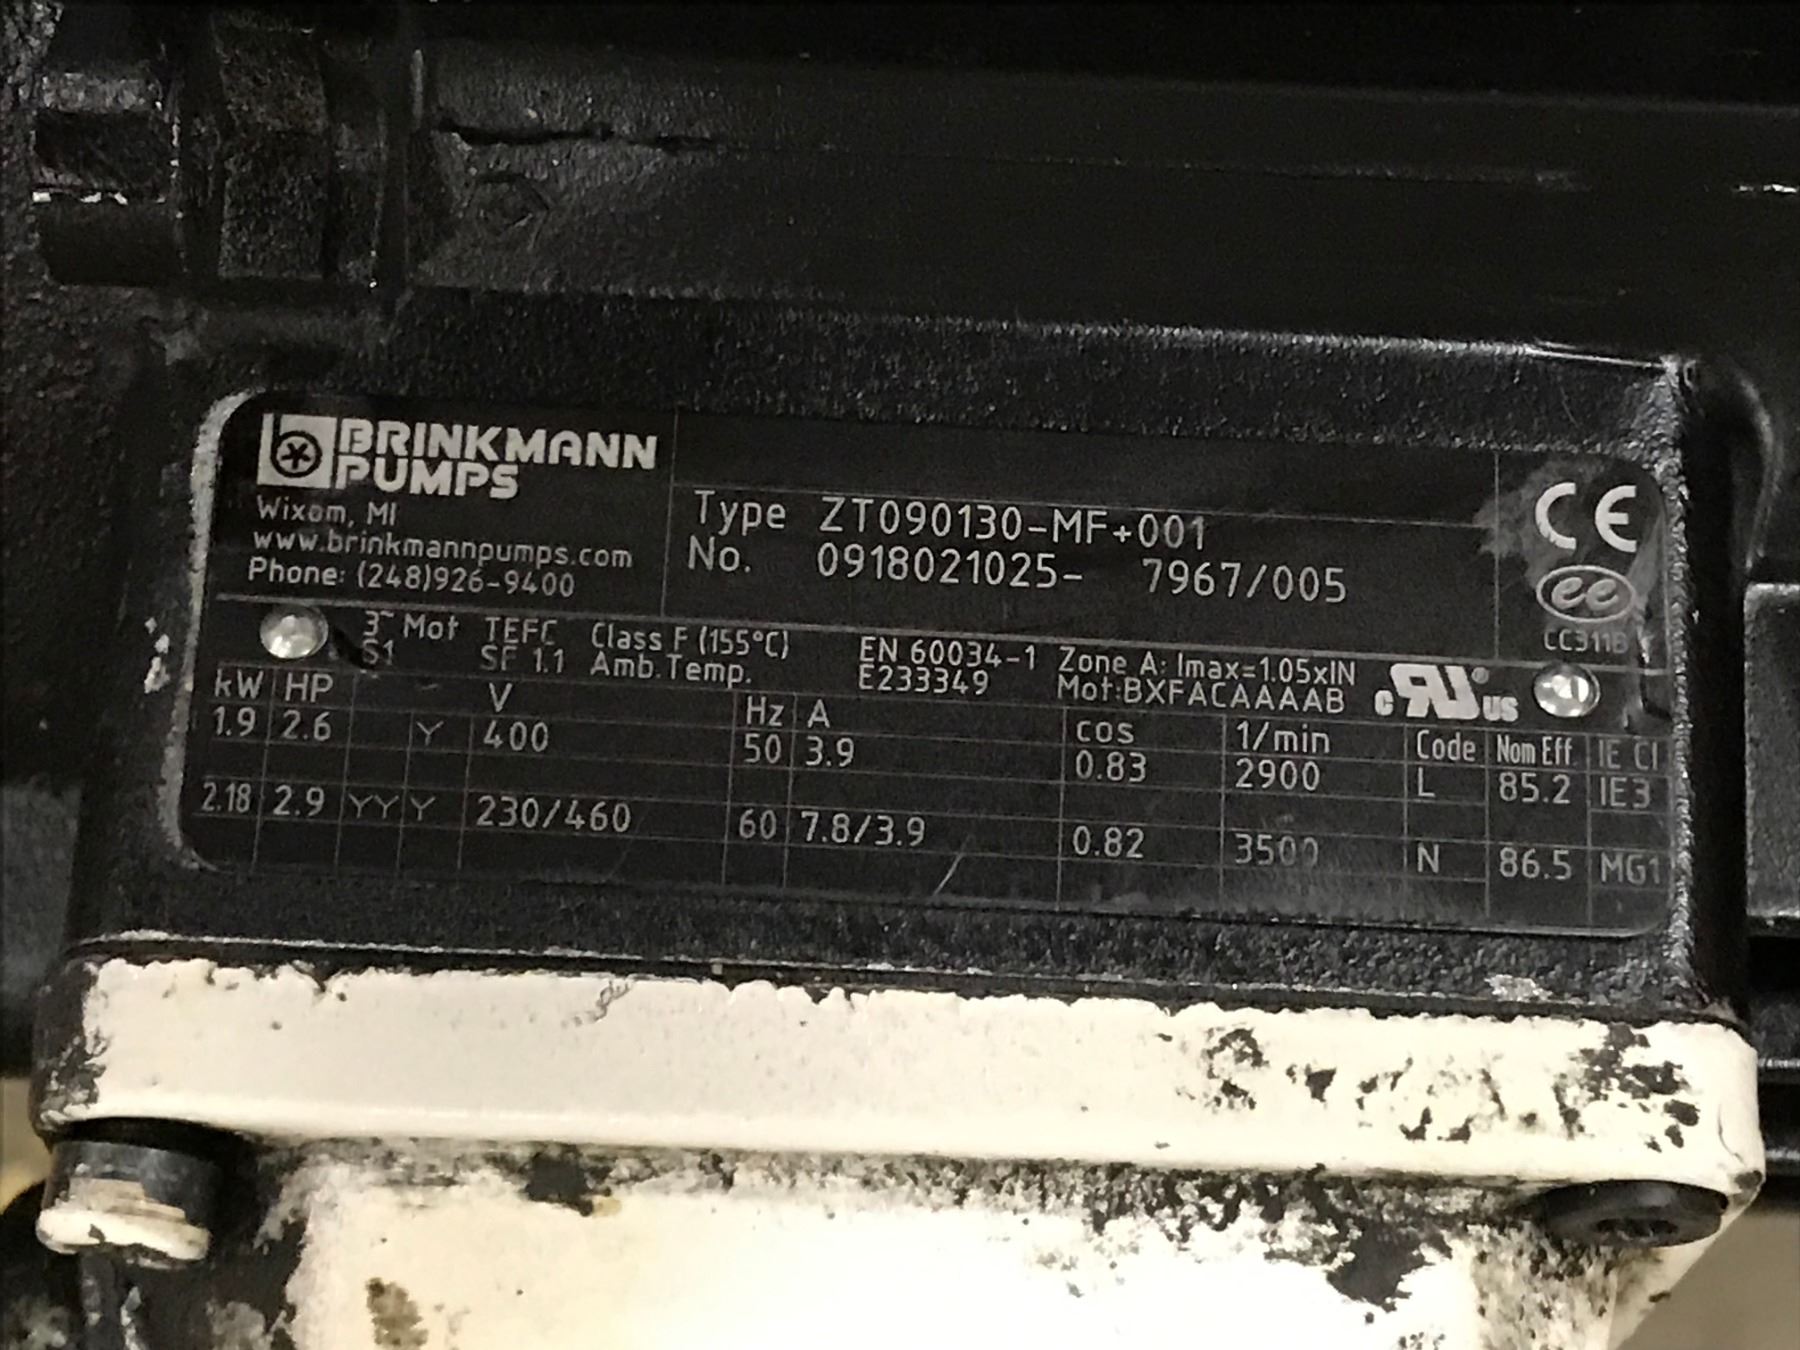 BRINKMANN
PUMPS
Wixom, MI
www.brinkmannpumps.com
Phone: (248)926-9400
Type ZT090130-MF+001
No. 0918021025- 7967/005
CE
CC311B
3~ Mot TEFC Class F (155°C) EN 60034-1 Zone A: Imax=1.05xIN
S1 SF 1.1 Amb.Temp. E233349 Mot:BXFACAAAAB
c RU® us
kW HP V Hz A cos 1/min Code Nom Eff IE Cl
1.9 2.6 Y 400 50 3.9 0.83 2900 L 85.2 IE3
2.18 2.9 YY Y 230/460 60 7.8/3.9 0.82 3500 N 86.5 MG1